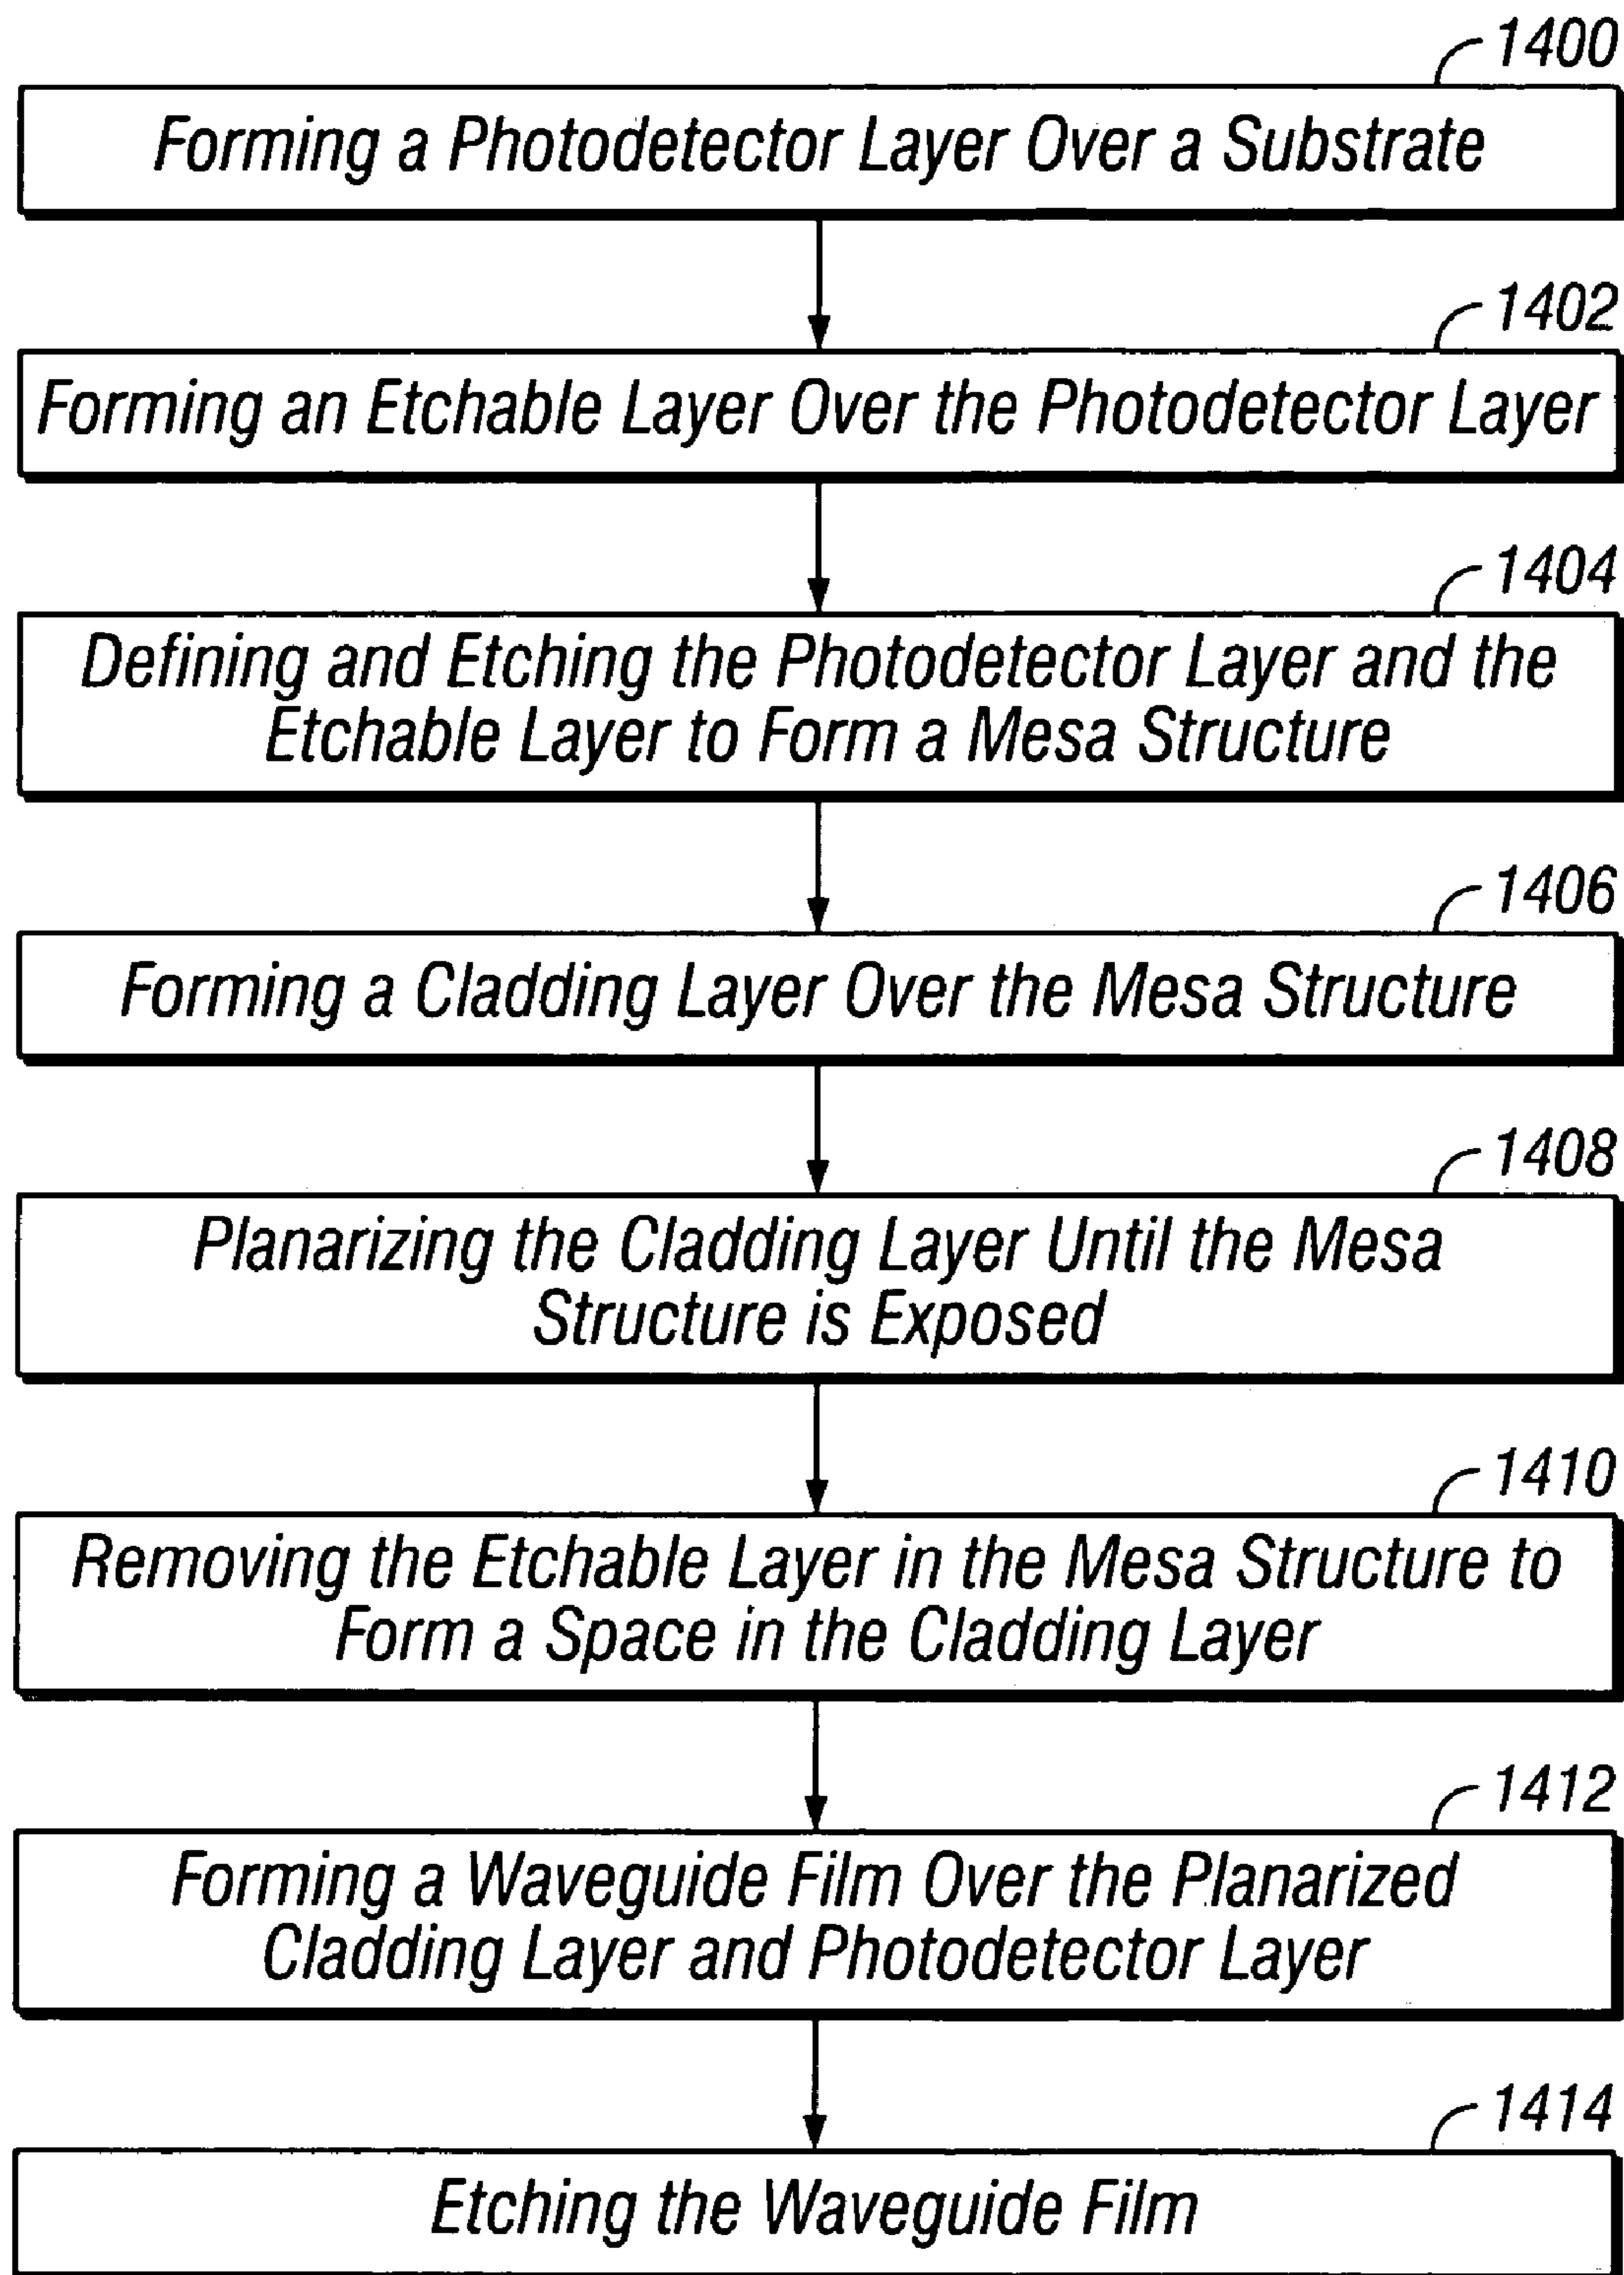 1400
Forming a Photodetector Layer Over a Substrate
1402
Forming an Etchable Layer Over the Photodetector Layer
1404
Defining and Etching the Photodetector Layer and the
Etchable Layer to Form a Mesa Structure
1406
Forming a Cladding Layer Over the Mesa Structure
1408
Planarizing the Cladding Layer Until the Mesa
Structure is Exposed
1410
Removing the Etchable Layer in the Mesa Structure to
Form a Space in the Cladding Layer
1412
Forming a Waveguide Film Over the Planarized
Cladding Layer and Photodetector Layer
1414
Etching the Waveguide Film